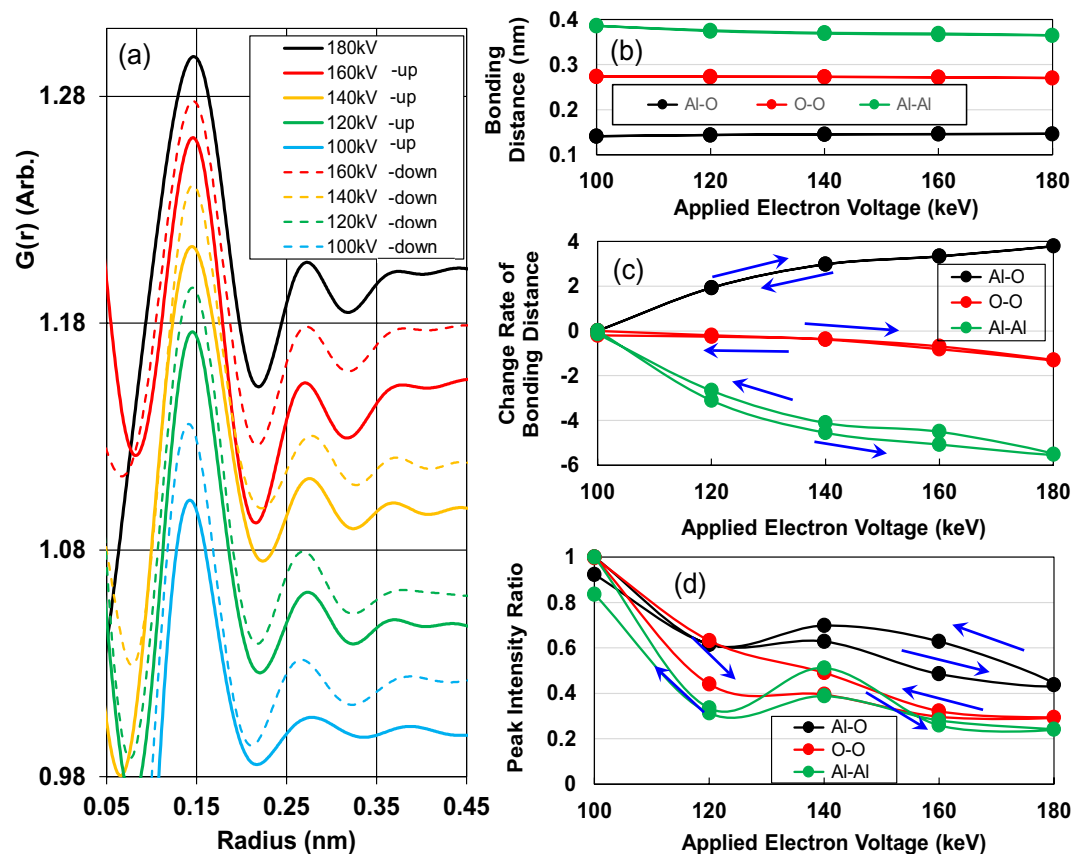 (a)
1.28
1.18
1.08
0.98
G(r) (Arb.)
180kV
160kV -up
140kV -up
120kV -up
100kV -up
160kV -down
140kV -down
120kV -down
100kV -down
0.05 0.15 0.25 0.35 0.45
Radius (nm)
(b)
0.4
0.3
0.2
0.1
Bonding
Distance (nm)
Al-O O-O Al-Al
100 120 140 160 180
Applied Electron Voltage (keV)
(c)
4
2
0
-2
-4
-6
Change Rate of
Bonding Distance
Al-O
O-O
Al-Al
100 120 140 160 180
Applied Electron Voltage (keV)
(d)
1
0.8
0.6
0.4
0.2
0
Peak Intensity Ratio
Al-O
O-O
Al-Al
100 120 140 160 180
Applied Electron Voltage (keV)